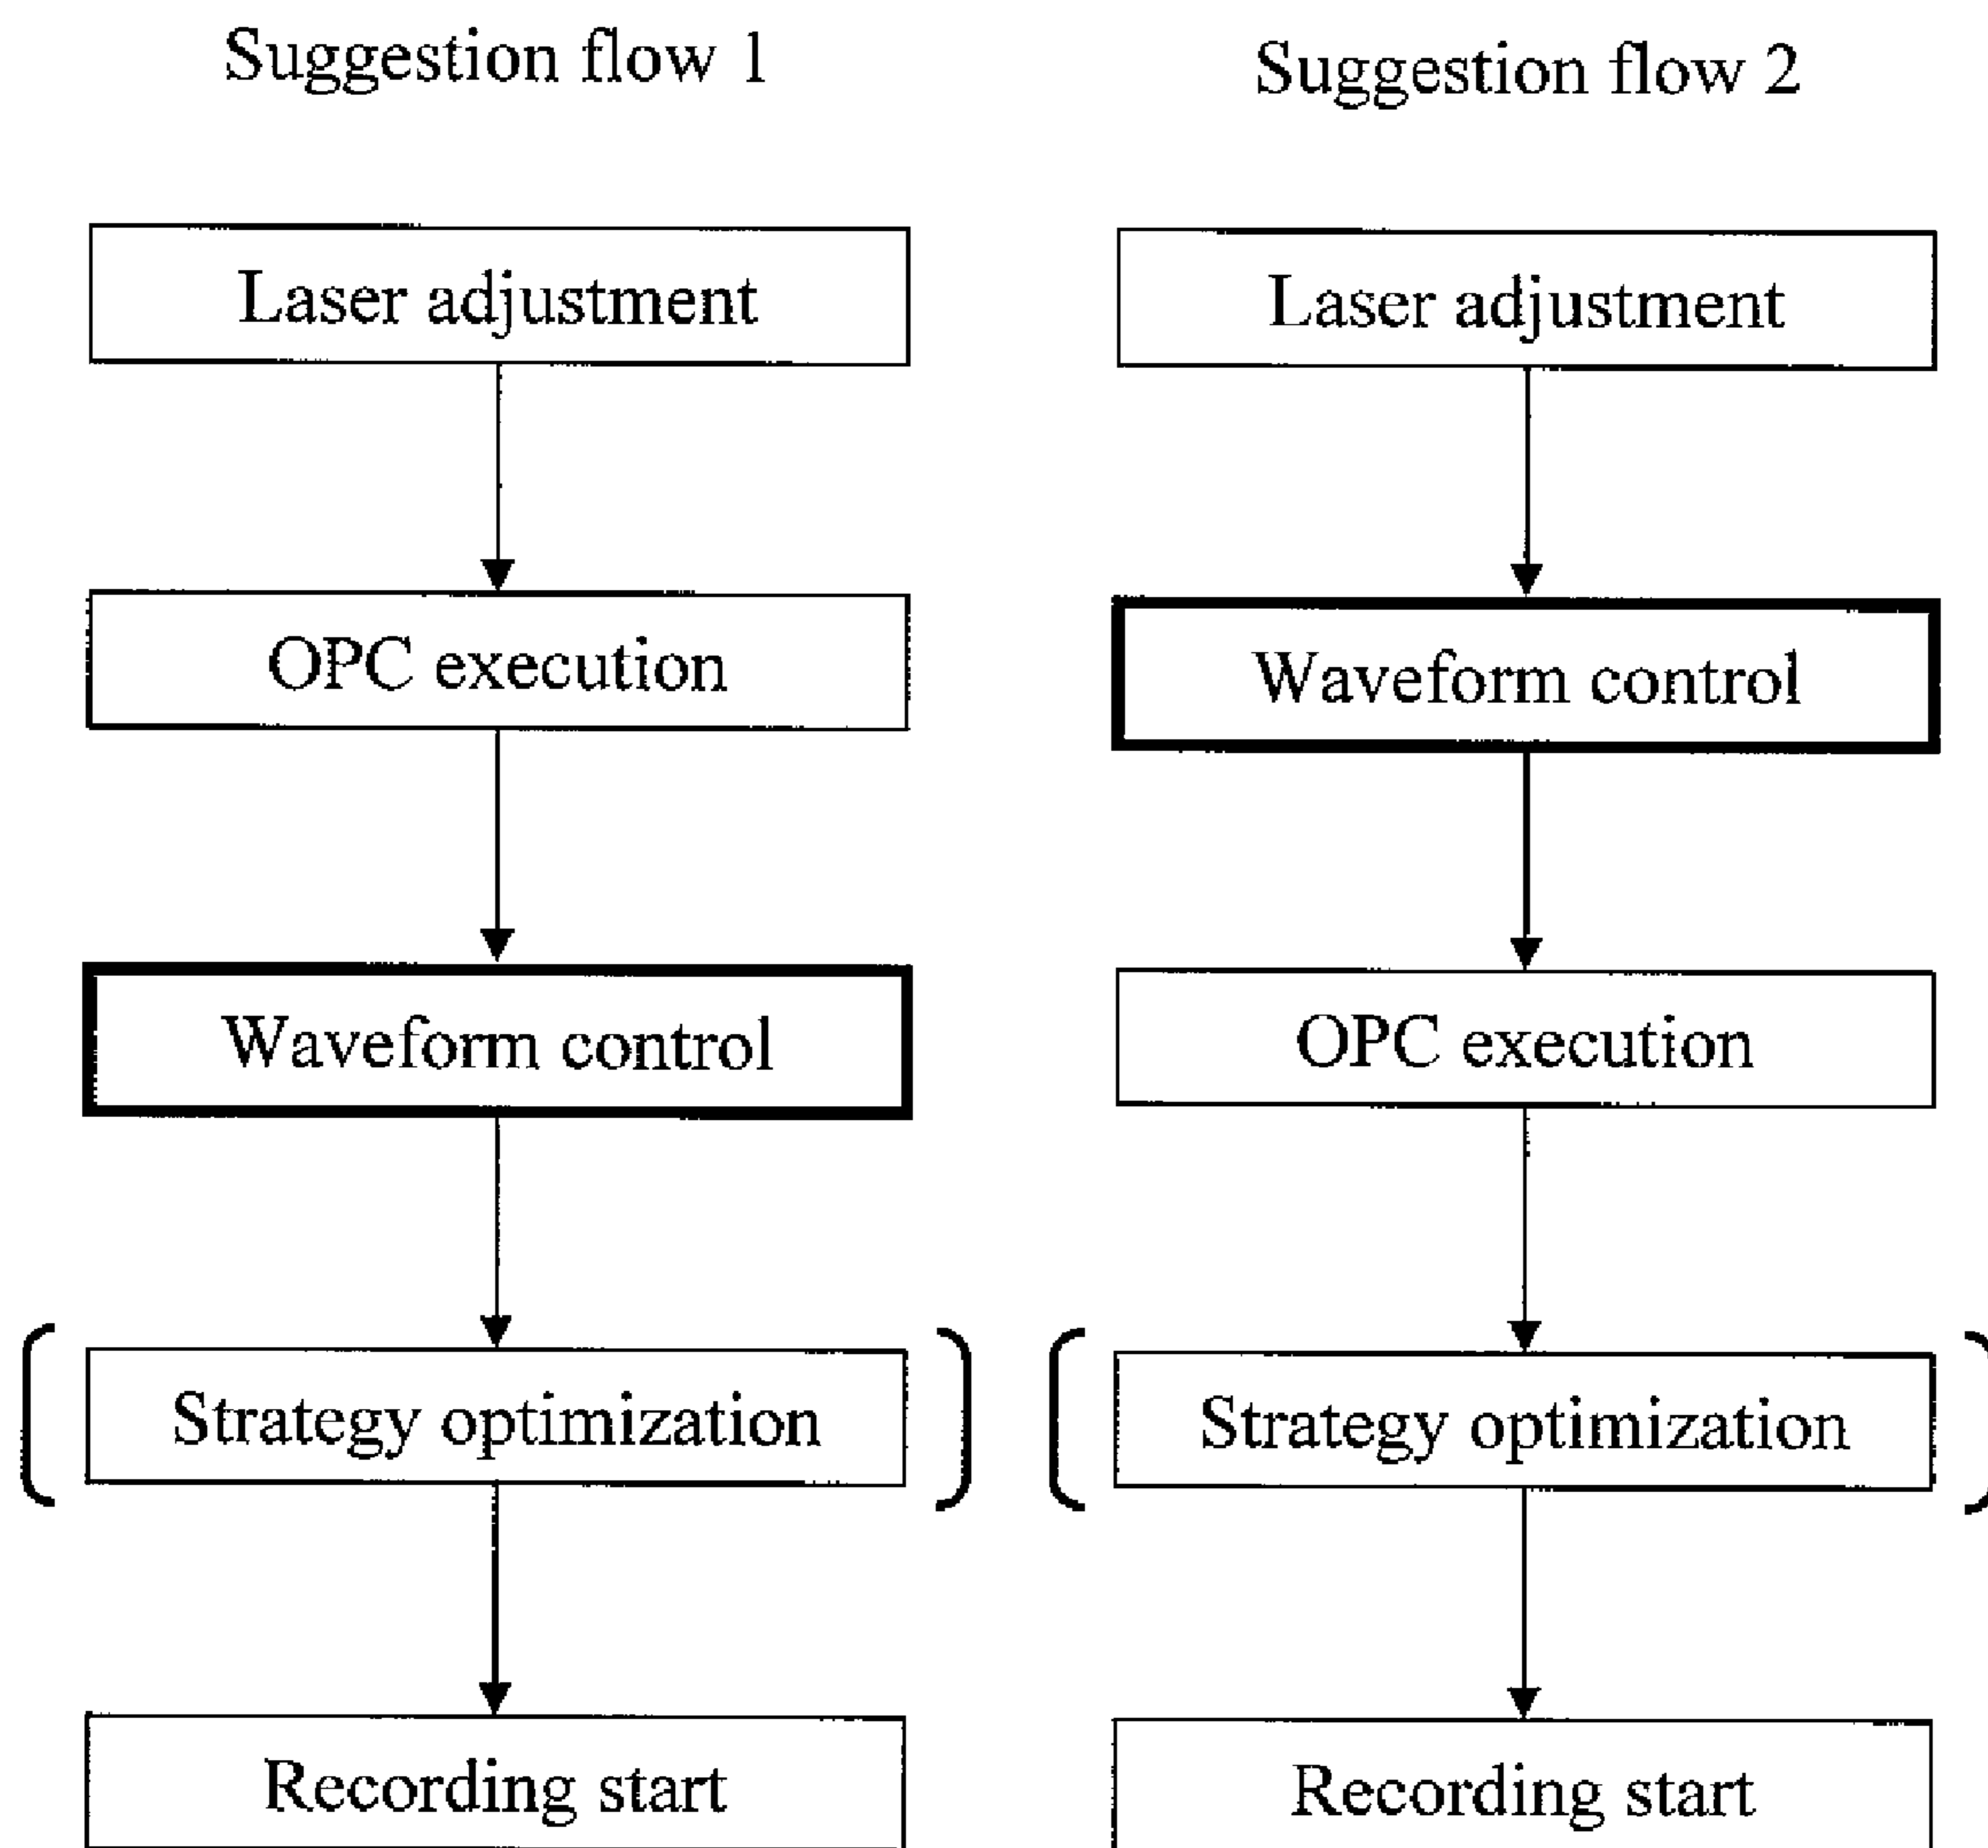 Suggestion flow 1
Laser adjustment
OPC execution
Waveform control
Strategy optimization
Recording start
Suggestion flow 2
Laser adjustment
Waveform control
OPC execution
Strategy optimization
Recording start